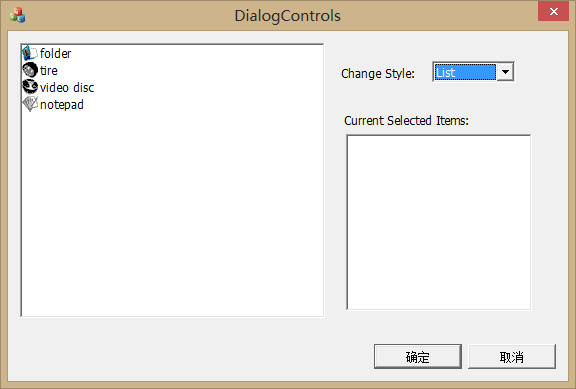 DialogControls
folder
tire
video disc
notepad
Change Style:
List
Current Selected Items:
确定
取消